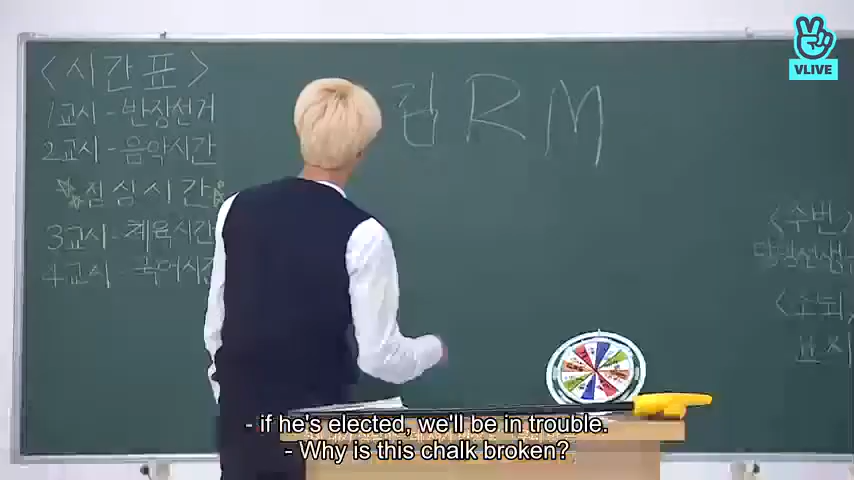 VLIVE
<시간표>
1교시 - 반장선거
2교시 - 음악시간
점심시간
3교시 - 체육시간
4교시 - 국어시간
김RM
<주번>
- if he's elected, we'll be in trouble.
- Why is this chalk broken?